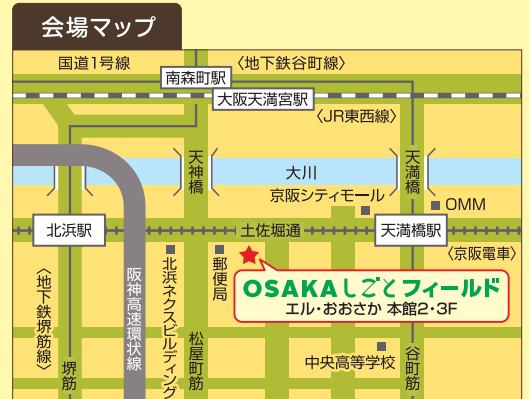 会場マップ
国道1号線
〈地下鉄谷町線〉
南森町駅
大阪天満宮駅
〈JR東西線〉
天神橋
天満橋
大川
京阪シティモール
OMM
北浜駅
土佐堀通
天満橋駅
〈京阪電車〉
〈地下鉄堺筋線〉
堺筋
阪神高速環状線
北浜ネクスビルディング
郵便局
松屋町筋
OSAKAしごとフィールド
エル・おおさか 本館2・3F
中央高等学校
谷町筋